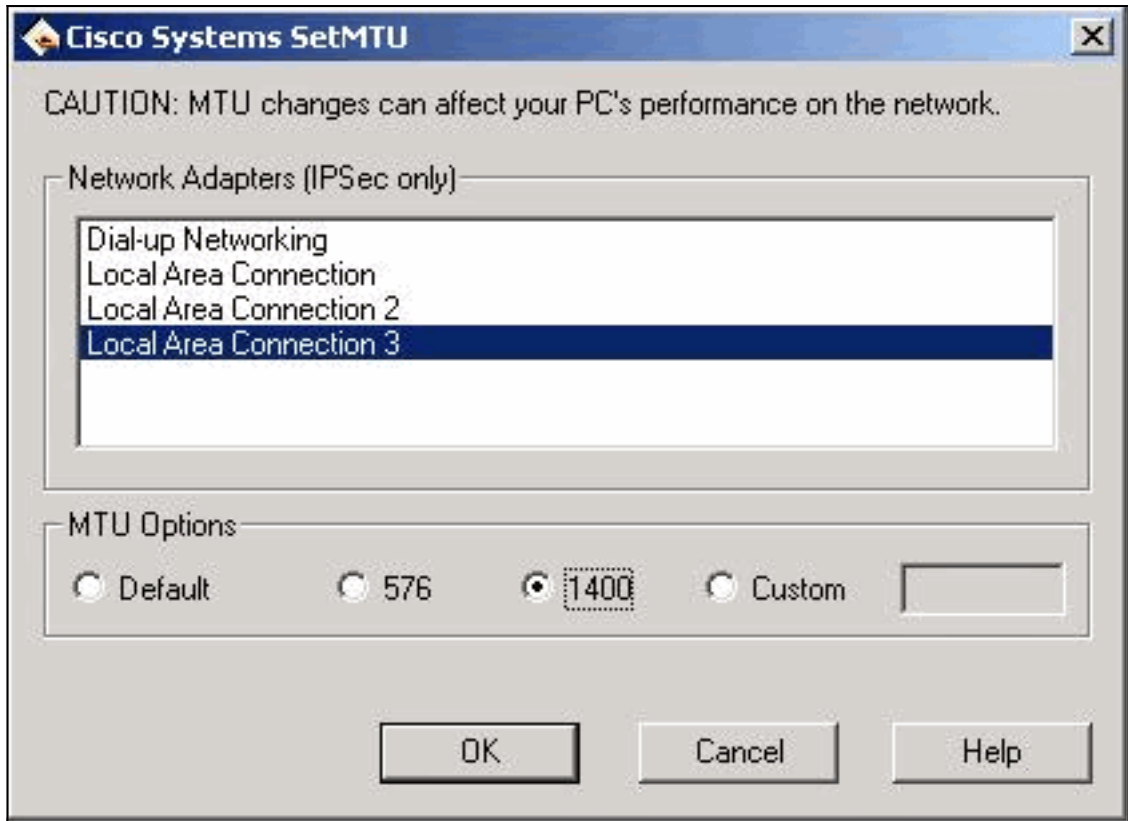 Cisco Systems SetMTU
CAUTION: MTU changes can affect your PC's performance on the network.
Network Adapters (IPSec only)
Dial-up Networking
Local Area Connection
Local Area Connection 2
Local Area Connection 3
MTU Options
Default 576 1400 Custom
OK Cancel Help